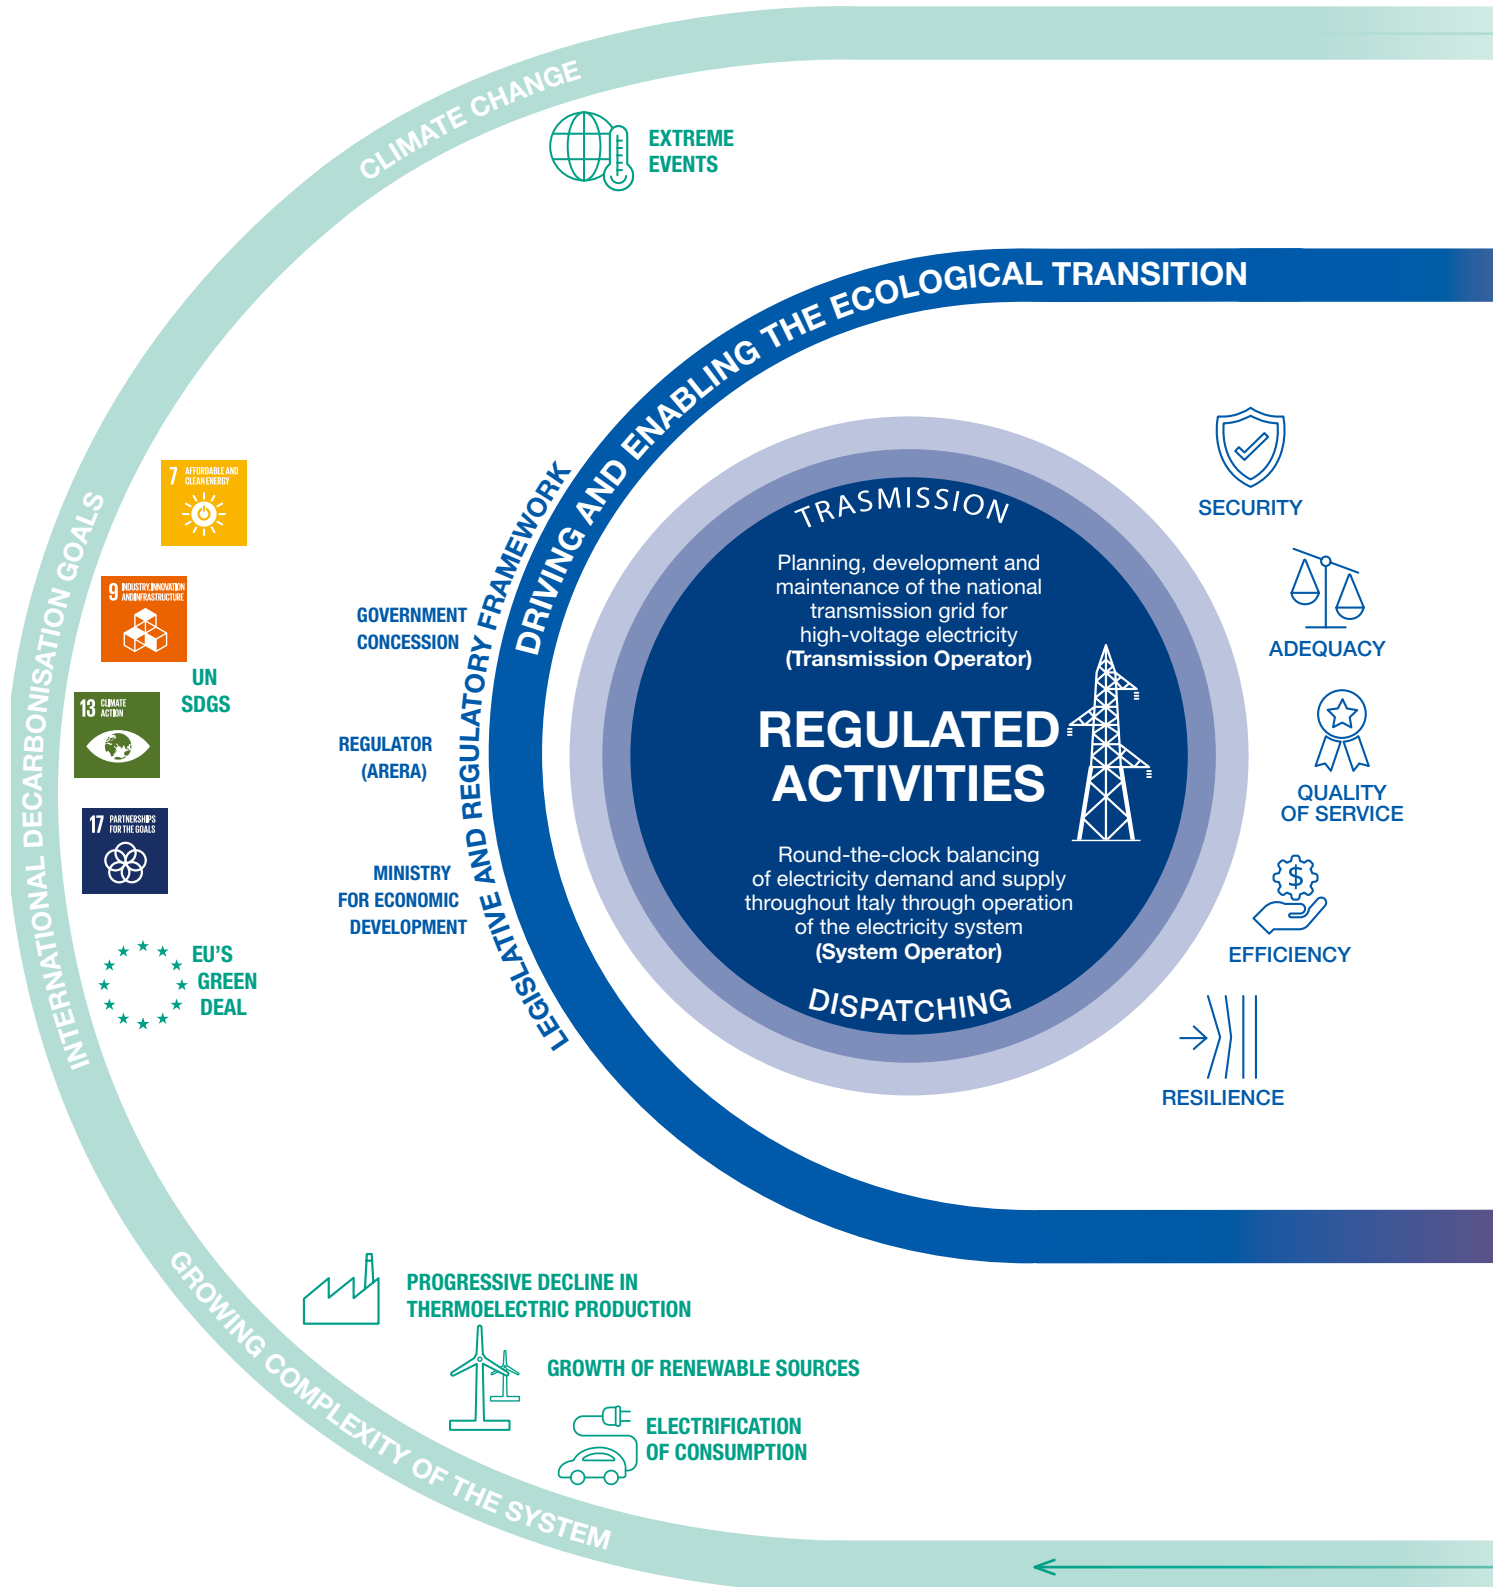 CLIMATE CHANGE
EXTREME
EVENTS
DRIVING AND ENABLING THE ECOLOGICAL TRANSITION
INTERNATIONAL DECARBONISATION GOALS
7 AFFORDABLE AND
CLEAN ENERGY
9 INDUSTRY, INNOVATION
AND INFRASTRUCTURE
UN
SDGS
13 CLIMATE
ACTION
17 PARTNERSHIPS
FOR THE GOALS
EU'S
GREEN
DEAL
LEGISLATIVE AND REGULATORY FRAMEWORK
GOVERNMENT
CONCESSION
REGULATOR
(ARERA)
MINISTRY
FOR ECONOMIC
DEVELOPMENT
TRASMISSION
Planning, development and
maintenance of the national
transmission grid for
high-voltage electricity
(Transmission Operator)
REGULATED
ACTIVITIES
Round-the-clock balancing
of electricity demand and supply
throughout Italy through operation
of the electricity system
(System Operator)
DISPATCHING
SECURITY
ADEQUACY
QUALITY
OF SERVICE
$
EFFICIENCY
RESILIENCE
GROWING COMPLEXITY OF THE SYSTEM
PROGRESSIVE DECLINE IN
THERMOELECTRIC PRODUCTION
GROWTH OF RENEWABLE SOURCES
ELECTRIFICATION
OF CONSUMPTION